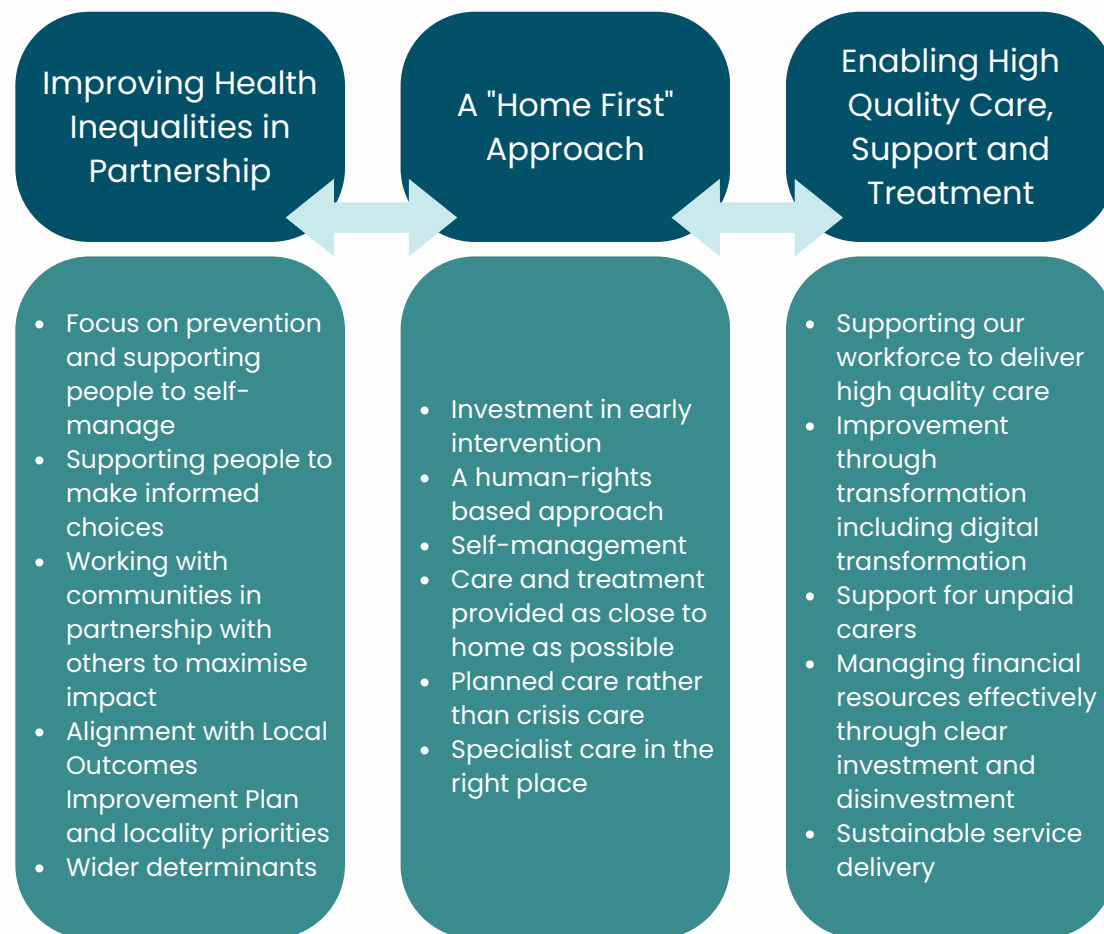 Improving Health
Inequalities in
Partnership
A "Home First"
Approach
Enabling High
Quality Care,
Support and
Treatment
• Focus on prevention
and supporting
people to self-
manage
• Supporting people to
make informed
choices
• Working with
communities in
partnership with
others to maximise
impact
• Alignment with Local
Outcomes
Improvement Plan
and locality priorities
• Wider determinants
• Investment in early
intervention
• A human-rights
based approach
• Self-management
• Care and treatment
provided as close to
home as possible
• Planned care rather
than crisis care
• Specialist care in the
right place
• Supporting our
workforce to deliver
high quality care
• Improvement
through
transformation
including digital
transformation
• Support for unpaid
carers
• Managing financial
resources effectively
through clear
investment and
disinvestment
• Sustainable service
delivery